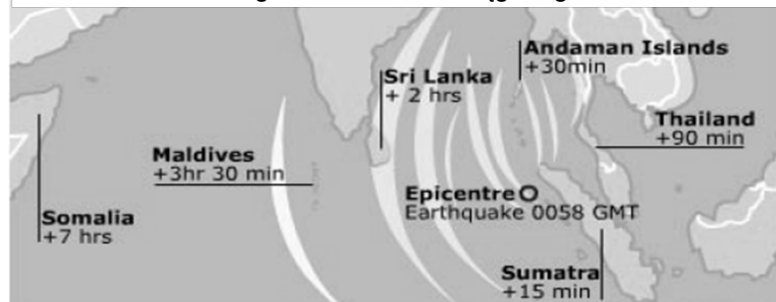 Andaman Islands
+30min
Sri Lanka
+ 2 hrs
Thailand
+90 min
Maldives
+3hr 30 min
Epicentre
Earthquake 0058 GMT
Somalia
+7 hrs
Sumatra
+15 min